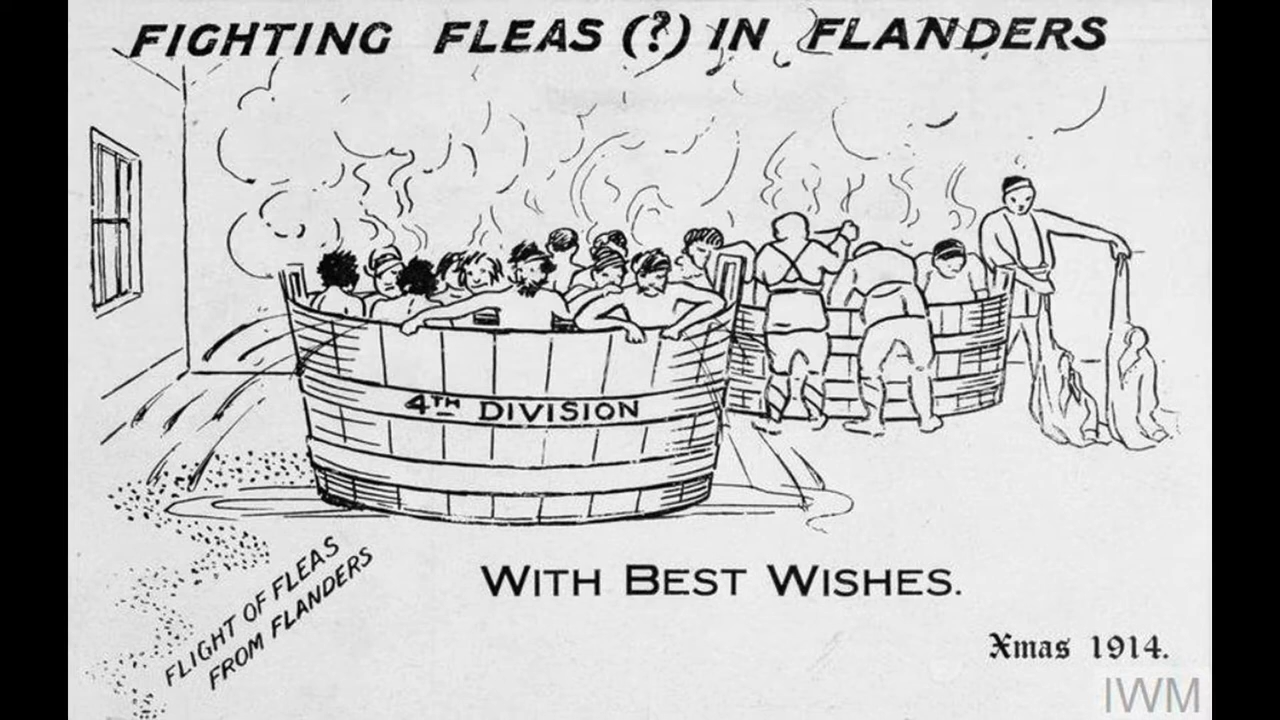 FIGHTING FLEAS (?) IN FLANDERS
4TH DIVISION
FLIGHT OF FLEAS
FROM FLANDERS
WITH BEST WISHES.
Xmas 1914.
IWM